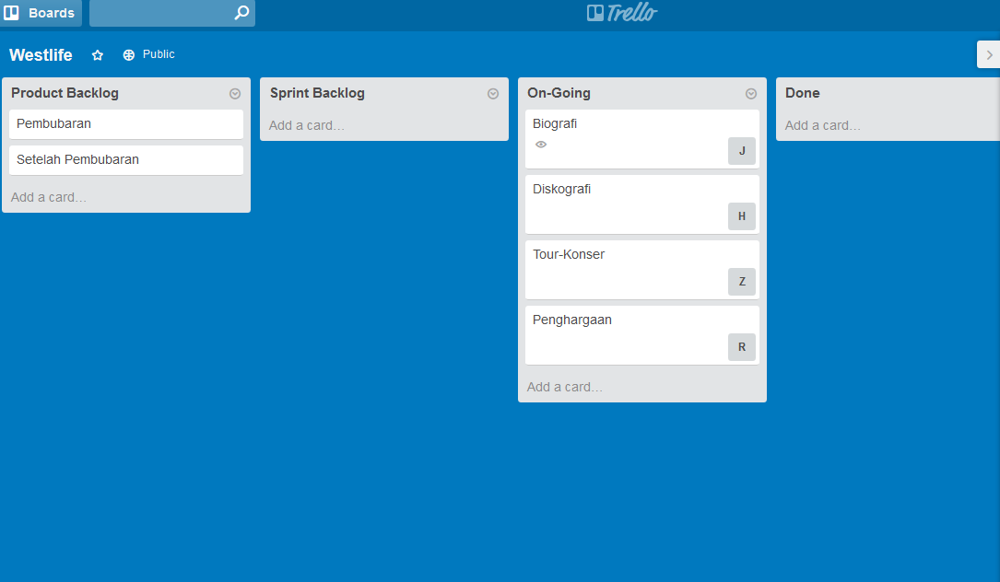 Boards
Trello
Westlife
Public
Product Backlog
Pembubaran
Setelah Pembubaran
Add a card…
Sprint Backlog
Add a card…
On-Going
Biografi
J
Diskografi
H
Tour-Konser
Z
Penghargaan
R
Add a card…
Done
Add a card…